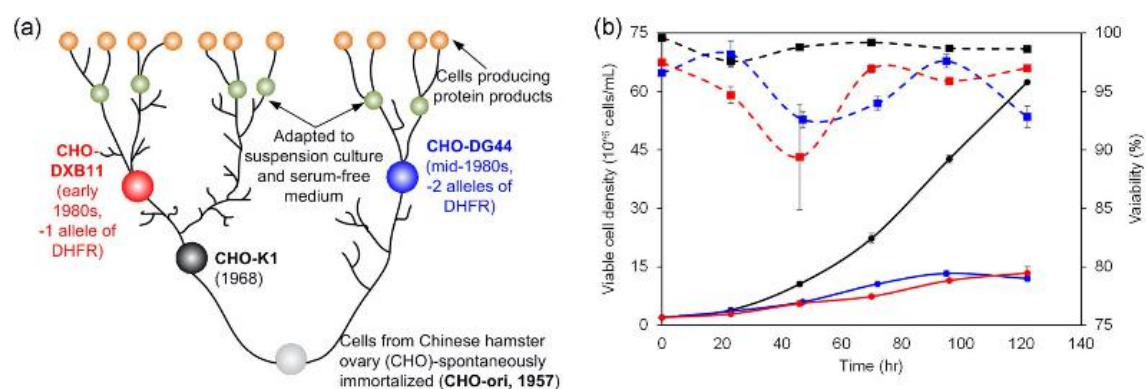 (a)
Cells producing
protein products
Adapted to
suspension culture
and serum-free
medium
CHO-
DXB11
(early
1980s,
-1 allele of
DHFR)
CHO-DG44
(mid-1980s,
-2 alleles of
DHFR)
CHO-K1
(1968)
Cells from Chinese hamster
ovary (CHO)-spontaneously
immortalized (CHO-ori, 1957)
(b)
Viable cell density (10^6 cells/mL)
75
60
45
30
15
0
100
95
90
85
80
75
Vaiability (%)
0 20 40 60 80 100 120 140
Time (hr)